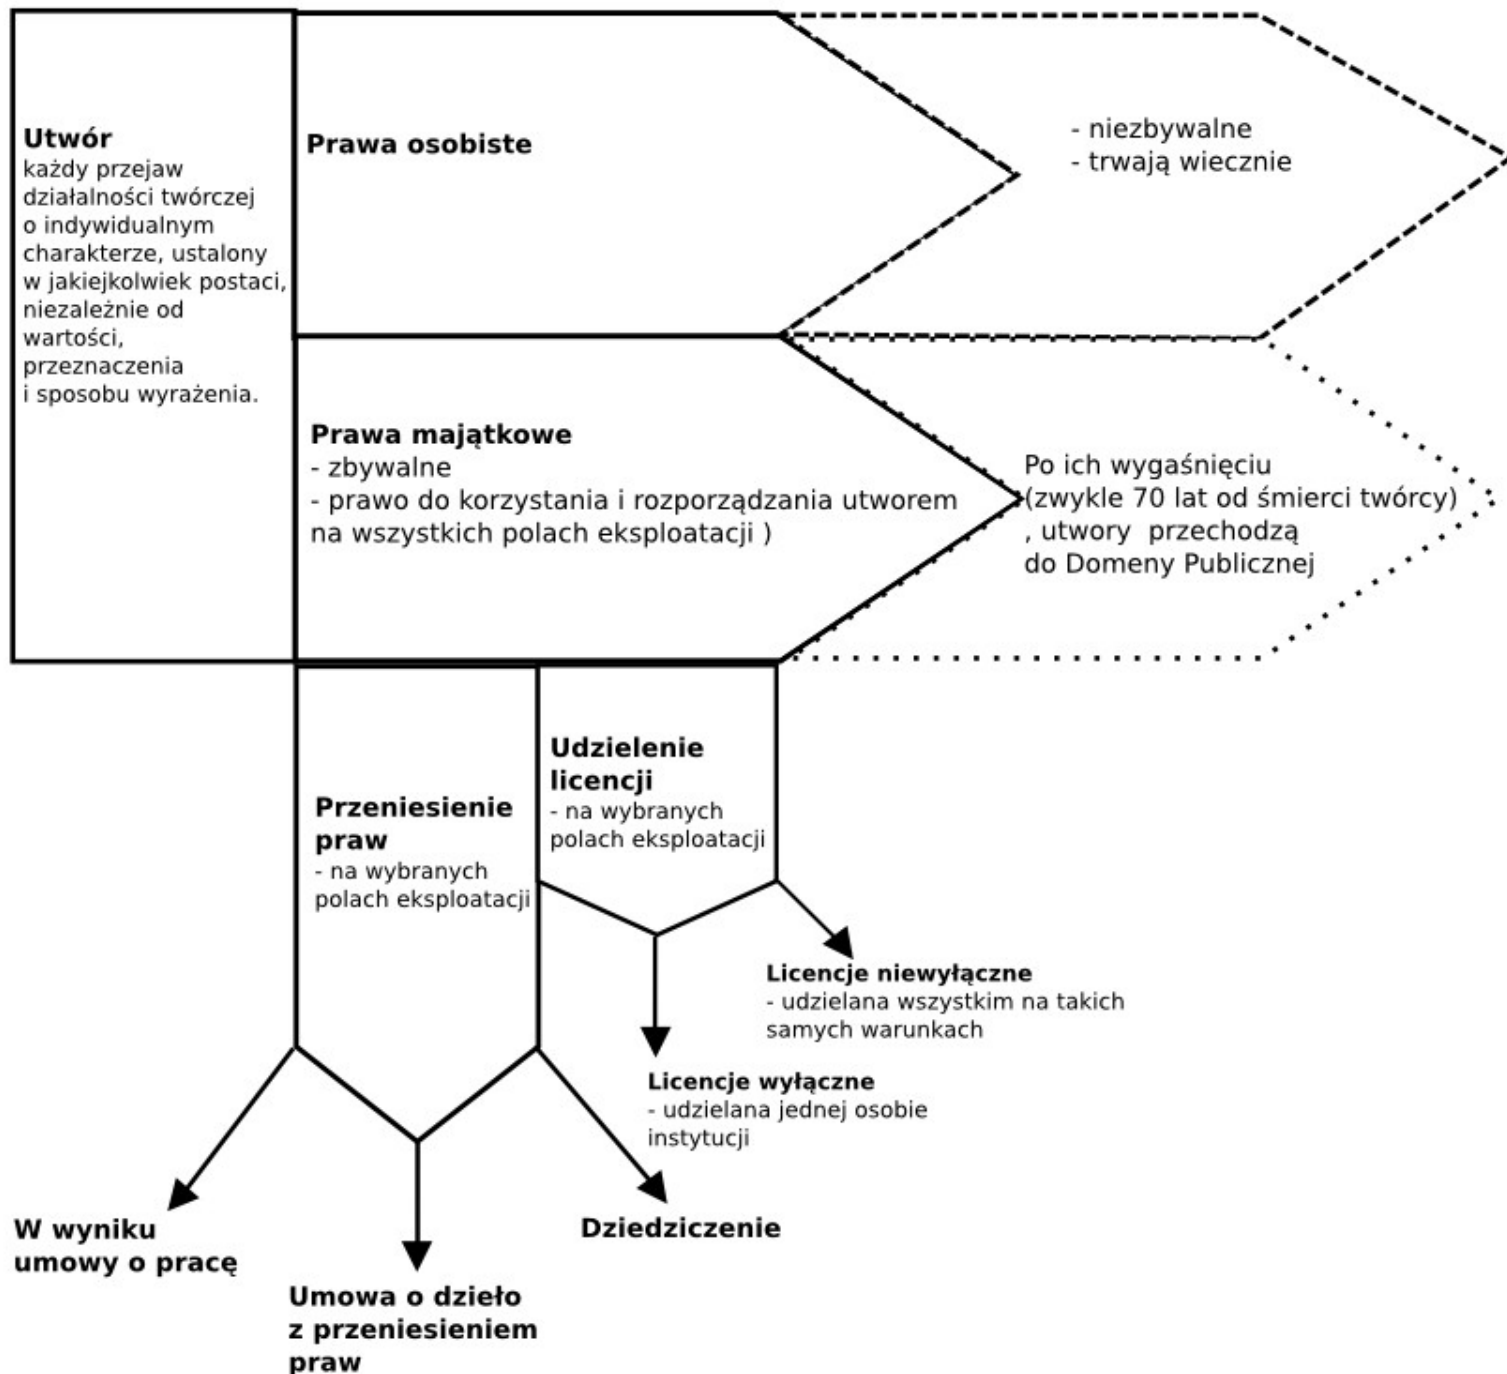 Utwór
każdy przejaw
działalności twórczej
o indywidualnym
charakterze, ustalony
w jakiejkolwiek postaci,
niezależnie od
wartości,
przeznaczenia
i sposobu wyrażenia.
Prawa osobiste
- niezbywalne
- trwają wiecznie
Prawa majątkowe
- zbywalne
- prawo do korzystania i rozporządzania utworem
na wszystkich polach eksploatacji )
Po ich wygaśnięciu
(zwykle 70 lat od śmierci twórcy)
, utwory przechodzą
do Domeny Publicznej
Przeniesienie
praw
- na wybranych
polach eksploatacji
Udzielenie
licencji
- na wybranych
polach eksploatacji
Licencje niewyłączne
- udzielana wszystkim na takich
samych warunkach
Licencje wyłączne
- udzielana jednej osobie
instytucji
W wyniku
umowy o pracę
Umowa o dzieło
z przeniesieniem
praw
Dziedziczenie